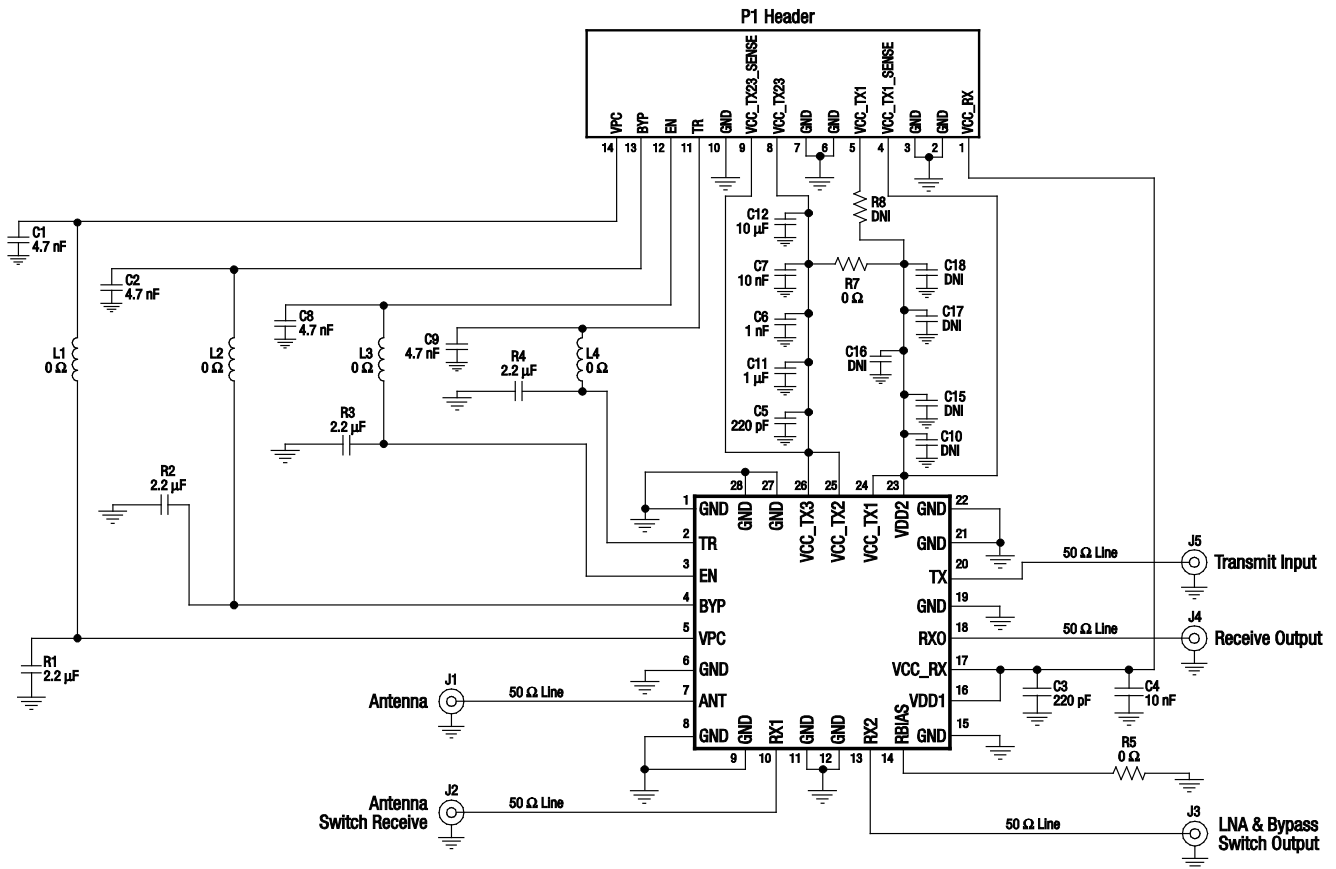 P1 Header
VPC
BYP
EN
TR
GND
VCC_TX23_SENSE
VCC_TX23
GND
GND
VCC_TX1
VCC_TX1_SENSE
GND
GND
VCC_RX
14
13
12
11
10
9
8
7
6
5
4
3
2
1
C1
4.7 nF
C2
4.7 nF
C8
4.7 nF
C9
4.7 nF
L1
0 Ω
L2
0 Ω
L3
0 Ω
L4
0 Ω
R4
2.2 µF
R3
2.2 µF
R2
2.2 µF
R1
2.2 µF
C12
10 µF
C7
10 nF
C6
1 nF
C11
1 µF
C5
220 pF
R8
DNI
R7
0 Ω
C18
DNI
C17
DNI
C16
DNI
C15
DNI
C10
DNI
28
27
26
25
24
23
GND
GND
VCC_TX3
VCC_TX2
VCC_TX1
VDD2
1
GND
2
TR
3
EN
4
BYP
5
VPC
6
GND
7
ANT
8
GND
22
GND
21
GND
20
TX
19
GND
18
RX0
17
VCC_RX
16
VDD1
15
GND
GND
RX1
GND
GND
RX2
RBIAS
9
10
11
12
13
14
C3
220 pF
C4
10 nF
R5
0 Ω
J5
50 Ω Line
Transmit Input
J4
50 Ω Line
Receive Output
J1
50 Ω Line
Antenna
J2
50 Ω Line
Antenna
Switch Receive
J3
50 Ω Line
LNA & Bypass
Switch Output